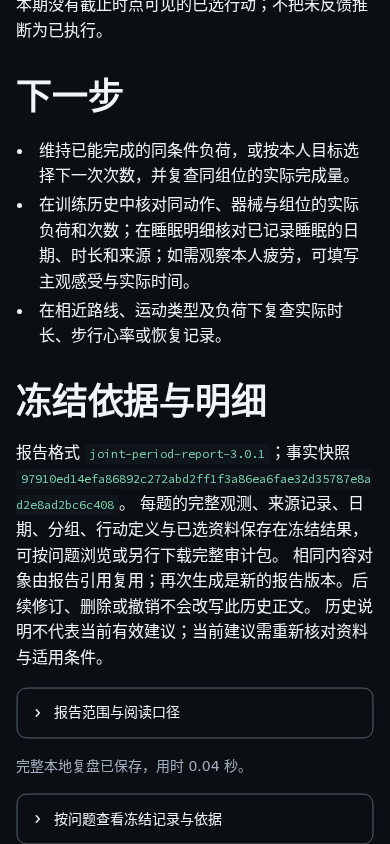 本期没有截止时点可见的已选行动；不把未反馈推
断为已执行。
下一步
• 维持已能完成的同条件负荷，或按本人目标选
择下一次次数，并复查同组位的实际完成量。
• 在训练历史中核对同动作、器械与组位的实际
负荷和次数；在睡眠明细核对已记录睡眠的日
期、时长和来源；如需观察本人疲劳，可填写
主观感受与实际时间。
• 在相近路线、运动类型及负荷下复查实际时
长、步行心率或恢复记录。
冻结依据与明细
报告格式 joint-period-report-3.0.1；事实快照
97910ed14efa86892c272abd2ff1f3a86ea6fae32d35787e8a
d2e8ad2bc6c408。 每题的完整观测、来源记录、日
期、分组、行动定义与已选资料保存在冻结结果，
可按问题浏览或另行下载完整审计包。 相同内容对
象由报告引用复用；再次生成是新的报告版本。后
续修订、删除或撤销不会改写此历史正文。 历史说
明不代表当前有效建议；当前建议需重新核对资料
与适用条件。
报告范围与阅读口径
完整本地复盘已保存，用时 0.04 秒。
按问题查看冻结记录与依据